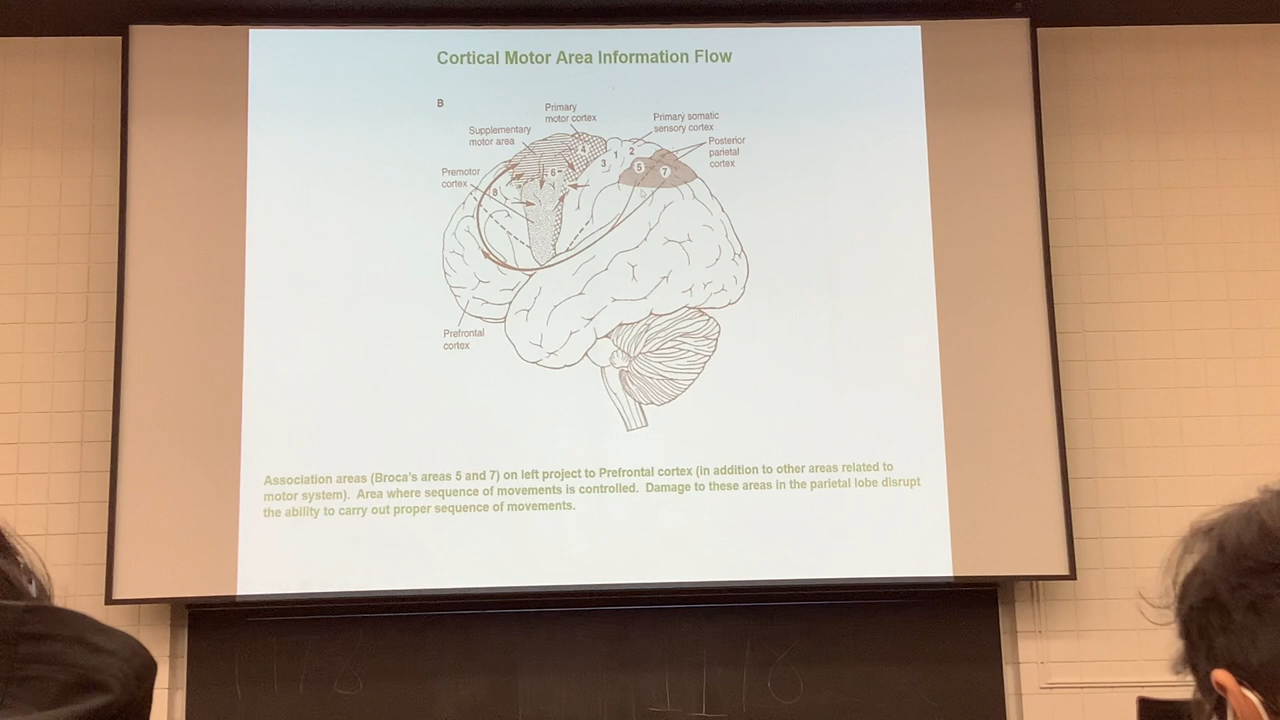 Cortical Motor Area Information Flow
B
Primary
motor cortex
Supplementary
motor area
Primary somatic
sensory cortex
Posterior
parietal
cortex
Premotor
cortex
4
6
8
3
1
2
5
7
Prefrontal
cortex
Association areas (Broca's areas 5 and 7) on left project to Prefrontal cortex (in addition to other areas related to
motor system). Area where sequence of movements is controlled. Damage to these areas in the parietal lobe disrupt
the ability to carry out proper sequence of movements.